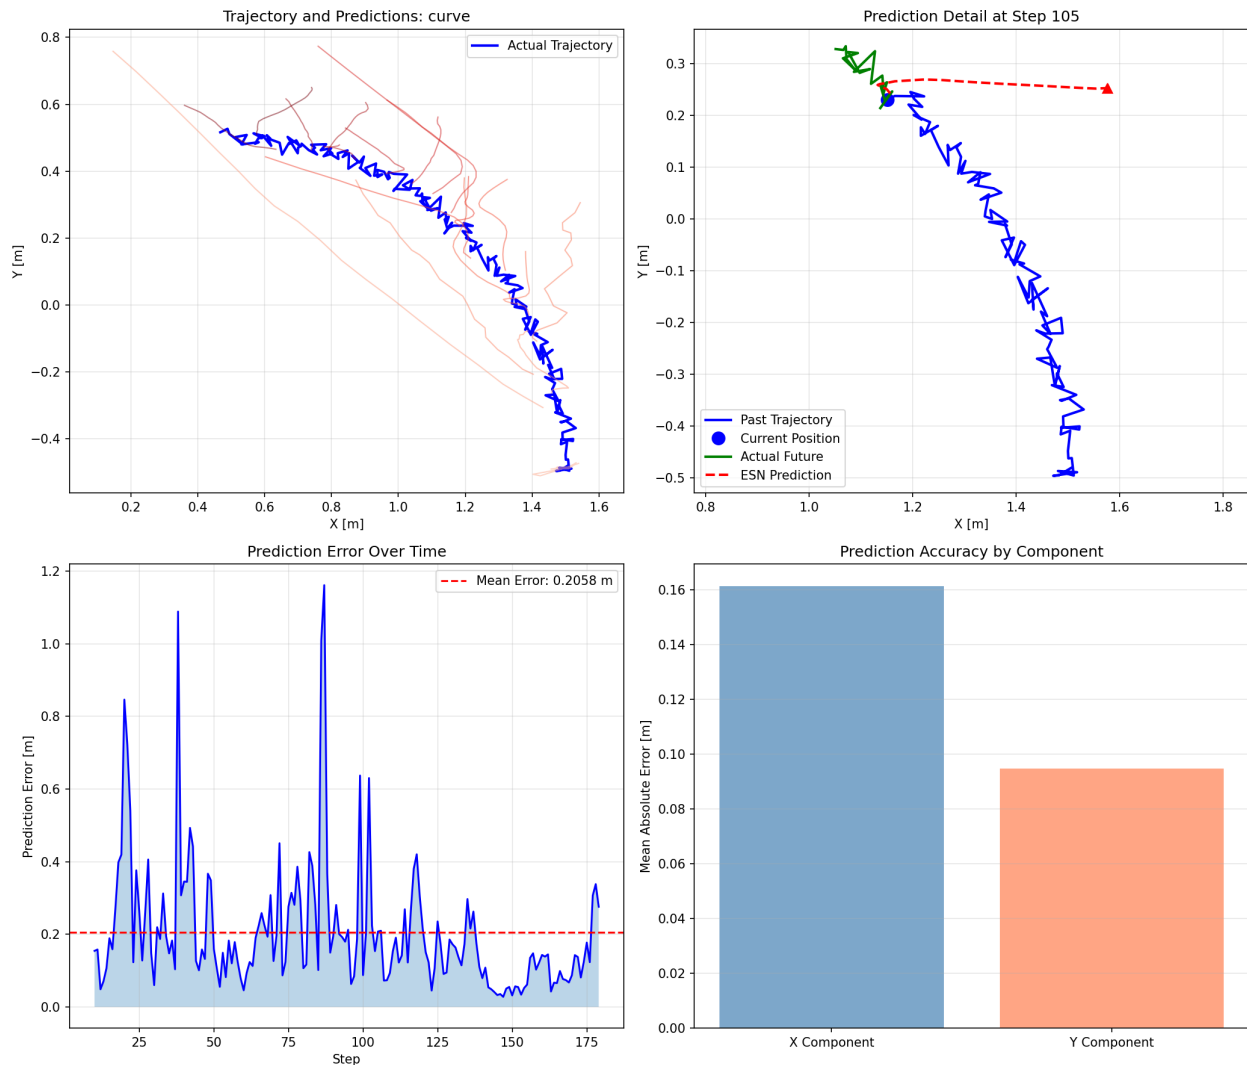 Trajectory and Predictions: curve
Actual Trajectory
0.8
0.6
0.4
0.2
0.0
−0.2
−0.4
Y [m]
0.2
0.4
0.6
0.8
1.0
1.2
1.4
1.6
X [m]
Prediction Detail at Step 105
0.3
0.2
0.1
0.0
−0.1
−0.2
−0.3
−0.4
−0.5
Y [m]
Past Trajectory
Current Position
Actual Future
ESN Prediction
0.8
1.0
1.2
1.4
1.6
1.8
X [m]
Prediction Error Over Time
Mean Error: 0.2058 m
1.2
1.0
0.8
0.6
0.4
0.2
0.0
Prediction Error [m]
25
50
75
100
125
150
175
Step
Prediction Accuracy by Component
0.16
0.14
0.12
0.10
0.08
0.06
0.04
0.02
0.00
Mean Absolute Error [m]
X Component
Y Component